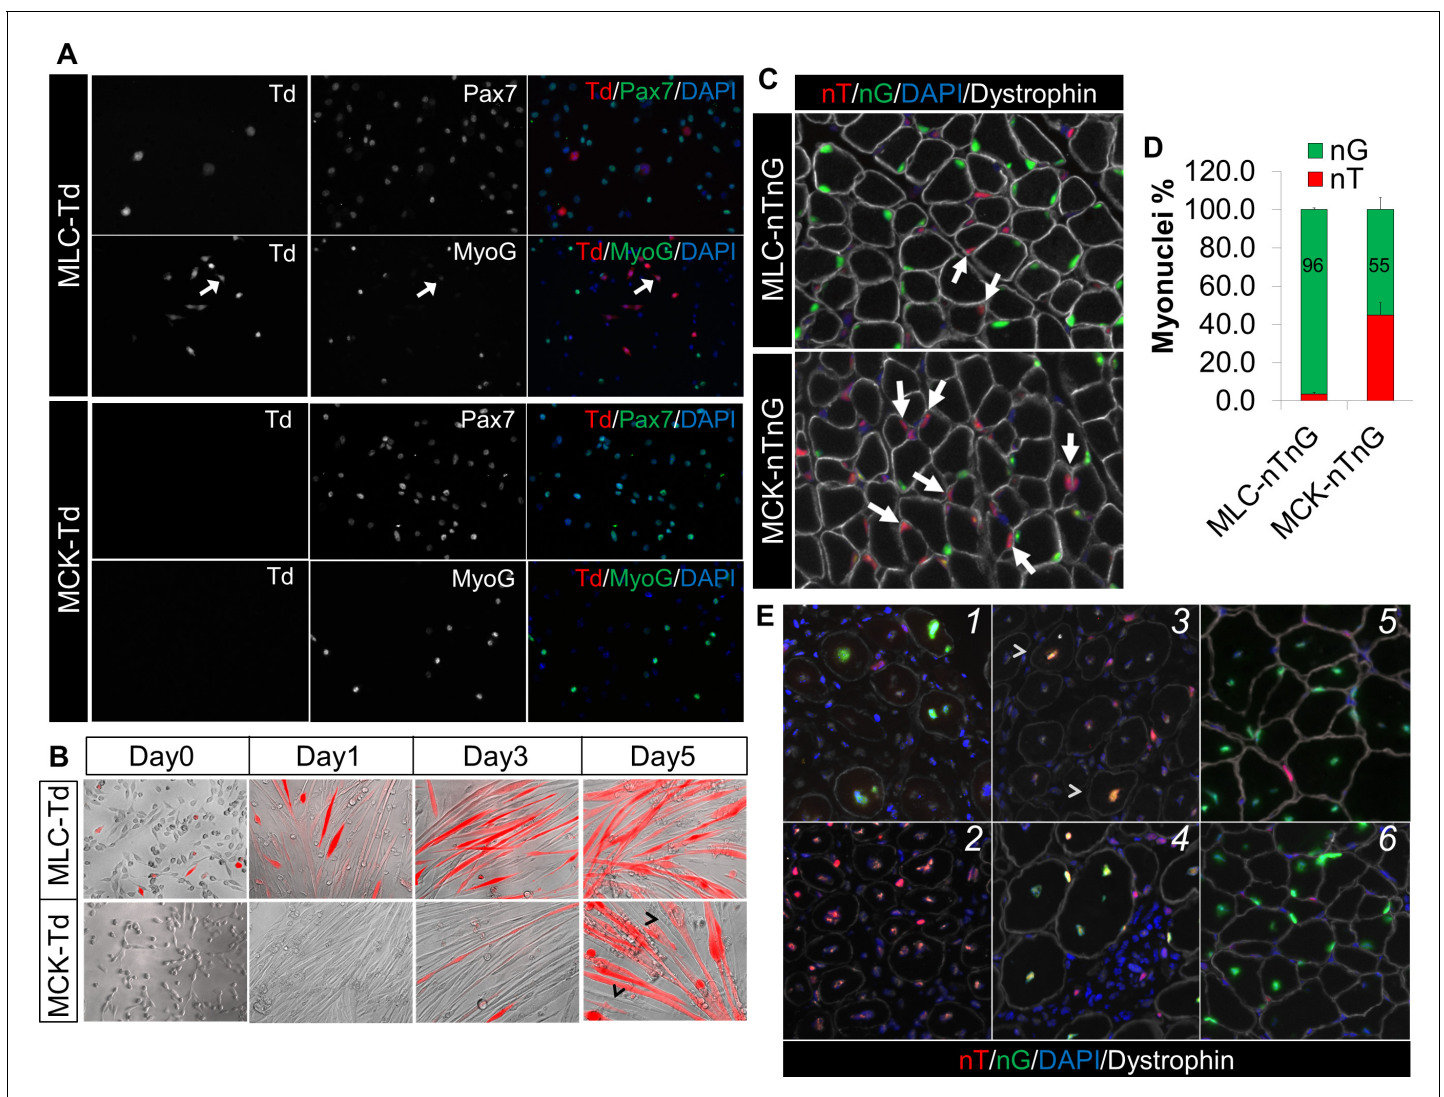 A
MLC-Td
Td
Pax7
Td/Pax7/DAPI
Td
MyoG
Td/MyoG/DAPI
MCK-Td
Td
Pax7
Td/Pax7/DAPI
Td
MyoG
Td/MyoG/DAPI
B
Day0
Day1
Day3
Day5
MLC-Td
MCK-Td
C
nT/nG/DAPI/Dystrophin
MLC-nTnG
MCK-nTnG
D
nG
nT
Myonuclei %
120.0
100.0
80.0
60.0
40.0
20.0
0.0
96
55
MLC-nTnG
MCK-nTnG
E
1
3
5
2
4
6
nT/nG/DAPI/Dystrophin